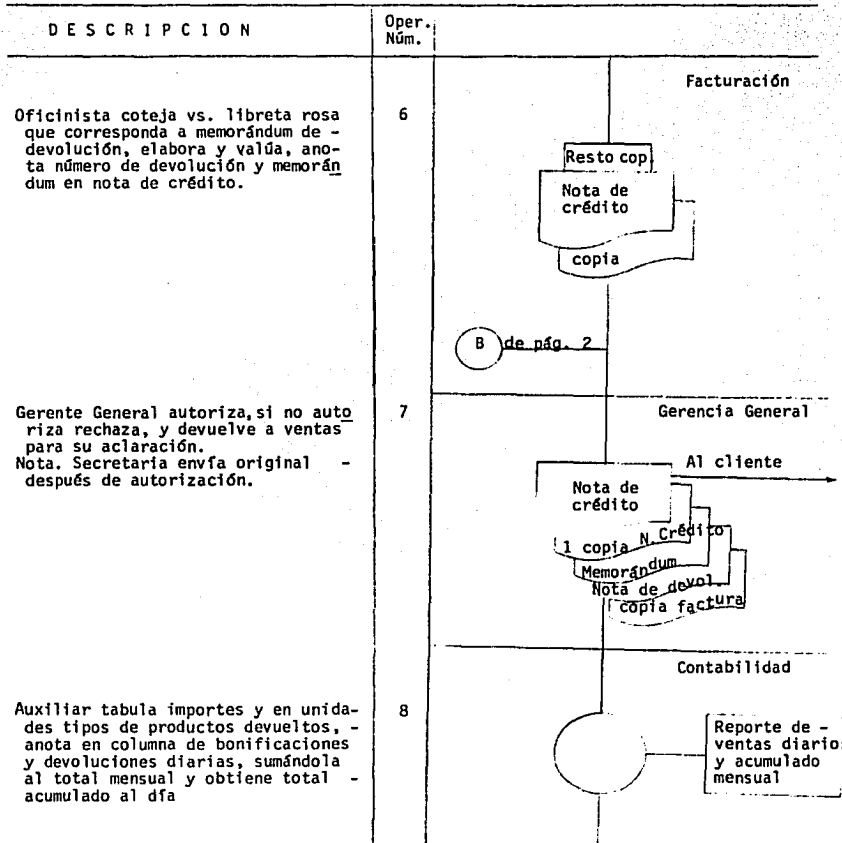 DESCRIPCION
Oper.
Núm.
Facturación
Oficinista coteja vs. libreta rosa
que corresponda a memorándum de -
devolución, elabora y valúa, ano-
ta número de devolución y memorán
dum en nota de crédito.
6
Resto cop
Nota de
crédito
copia
B de pág. 2
Gerente General autoriza, si no auto
riza rechaza, y devuelve a ventas
para su aclaración.
Nota. Secretaria envía original -
después de autorización.
7
Gerencia General
Al cliente
Nota de
crédito
1 copia N.Crédito
Memorándum
Nota de devol.
copia factura
Contabilidad
Auxiliar tabula importes y en unida-
des tipos de productos devueltos, -
anota en columna de bonificaciones
y devoluciones diarias, sumándola
al total mensual y obtiene total -
acumulado al día
8
Reporte de -
ventas diarios
y acumulado
mensual